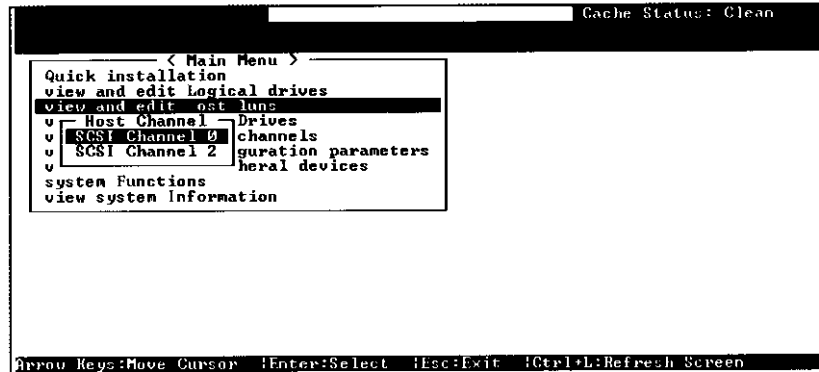 Cache Status: Clean
< Main Menu >
Quick installation
view and edit Logical drives
view and edit ost luns
v Drives
v channels
v guration parameters
v heral devices
system Functions
view system Information
Host Channel
SCSI Channel 0
SCSI Channel 2
Arrow Keys:Move Cursor |Enter:Select |Esc:Exit |Ctrl+L:Refresh Screen